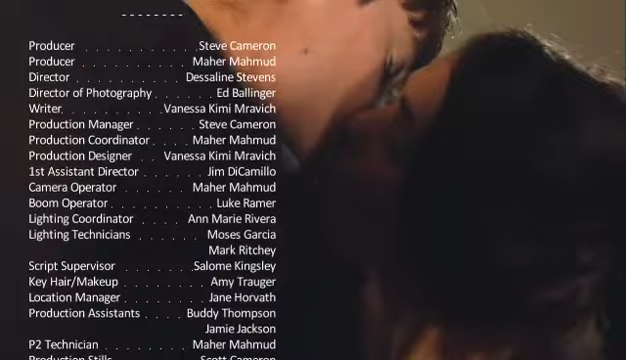 Producer . . . . . . . . . . Steve Cameron
Producer . . . . . . . . . . Maher Mahmud
Director . . . . . . . . . Dessaline Stevens
Director of Photography . . . . . . Ed Ballinger
Writer. . . . . . . . . Vanessa Kimi Mravich
Production Manager . . . . . . Steve Cameron
Production Coordinator . . . . Maher Mahmud
Production Designer . . Vanessa Kimi Mravich
1st Assistant Director . . . . . . Jim DiCamillo
Camera Operator . . . . . . Maher Mahmud
Boom Operator . . . . . . . . . Luke Ramer
Lighting Coordinator . . . . Ann Marie Rivera
Lighting Technicians . . . . . . Moses Garcia
Mark Ritchey
Script Supervisor . . . . . . . Salome Kingsley
Key Hair/Makeup . . . . . . . Amy Trauger
Location Manager . . . . . . . Jane Horvath
Production Assistants . . . . Buddy Thompson
Jamie Jackson
P2 Technician . . . . . . . . Maher Mahmud
Production Stills . . . . . . . . Scott Cameron